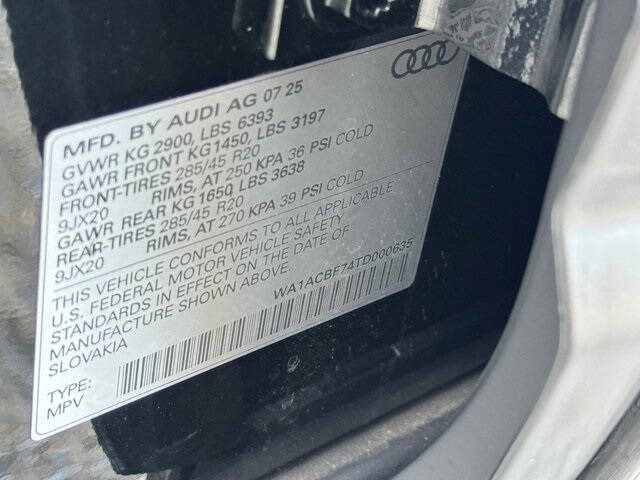 MFD. BY AUDI AG 07 25
GVWR KG 2900, LBS 6393
GAWR FRONT KG1450, LBS 3197
FRONT-TIRES 285/45 R20
9JX20 RIMS, AT 250 KPA 36 PSI COLD
GAWR REAR KG 1650, LBS 3638
REAR-TIRES 285/45 R20
9JX20 RIMS, AT 270 KPA 39 PSI COLD
THIS VEHICLE CONFORMS TO ALL APPLICABLE
U.S. FEDERAL MOTOR VEHICLE SAFETY
STANDARDS IN EFFECT ON THE DATE OF
MANUFACTURE SHOWN ABOVE.
SLOVAKIA
WA1ACBF74TD000635
TYPE:
MPV